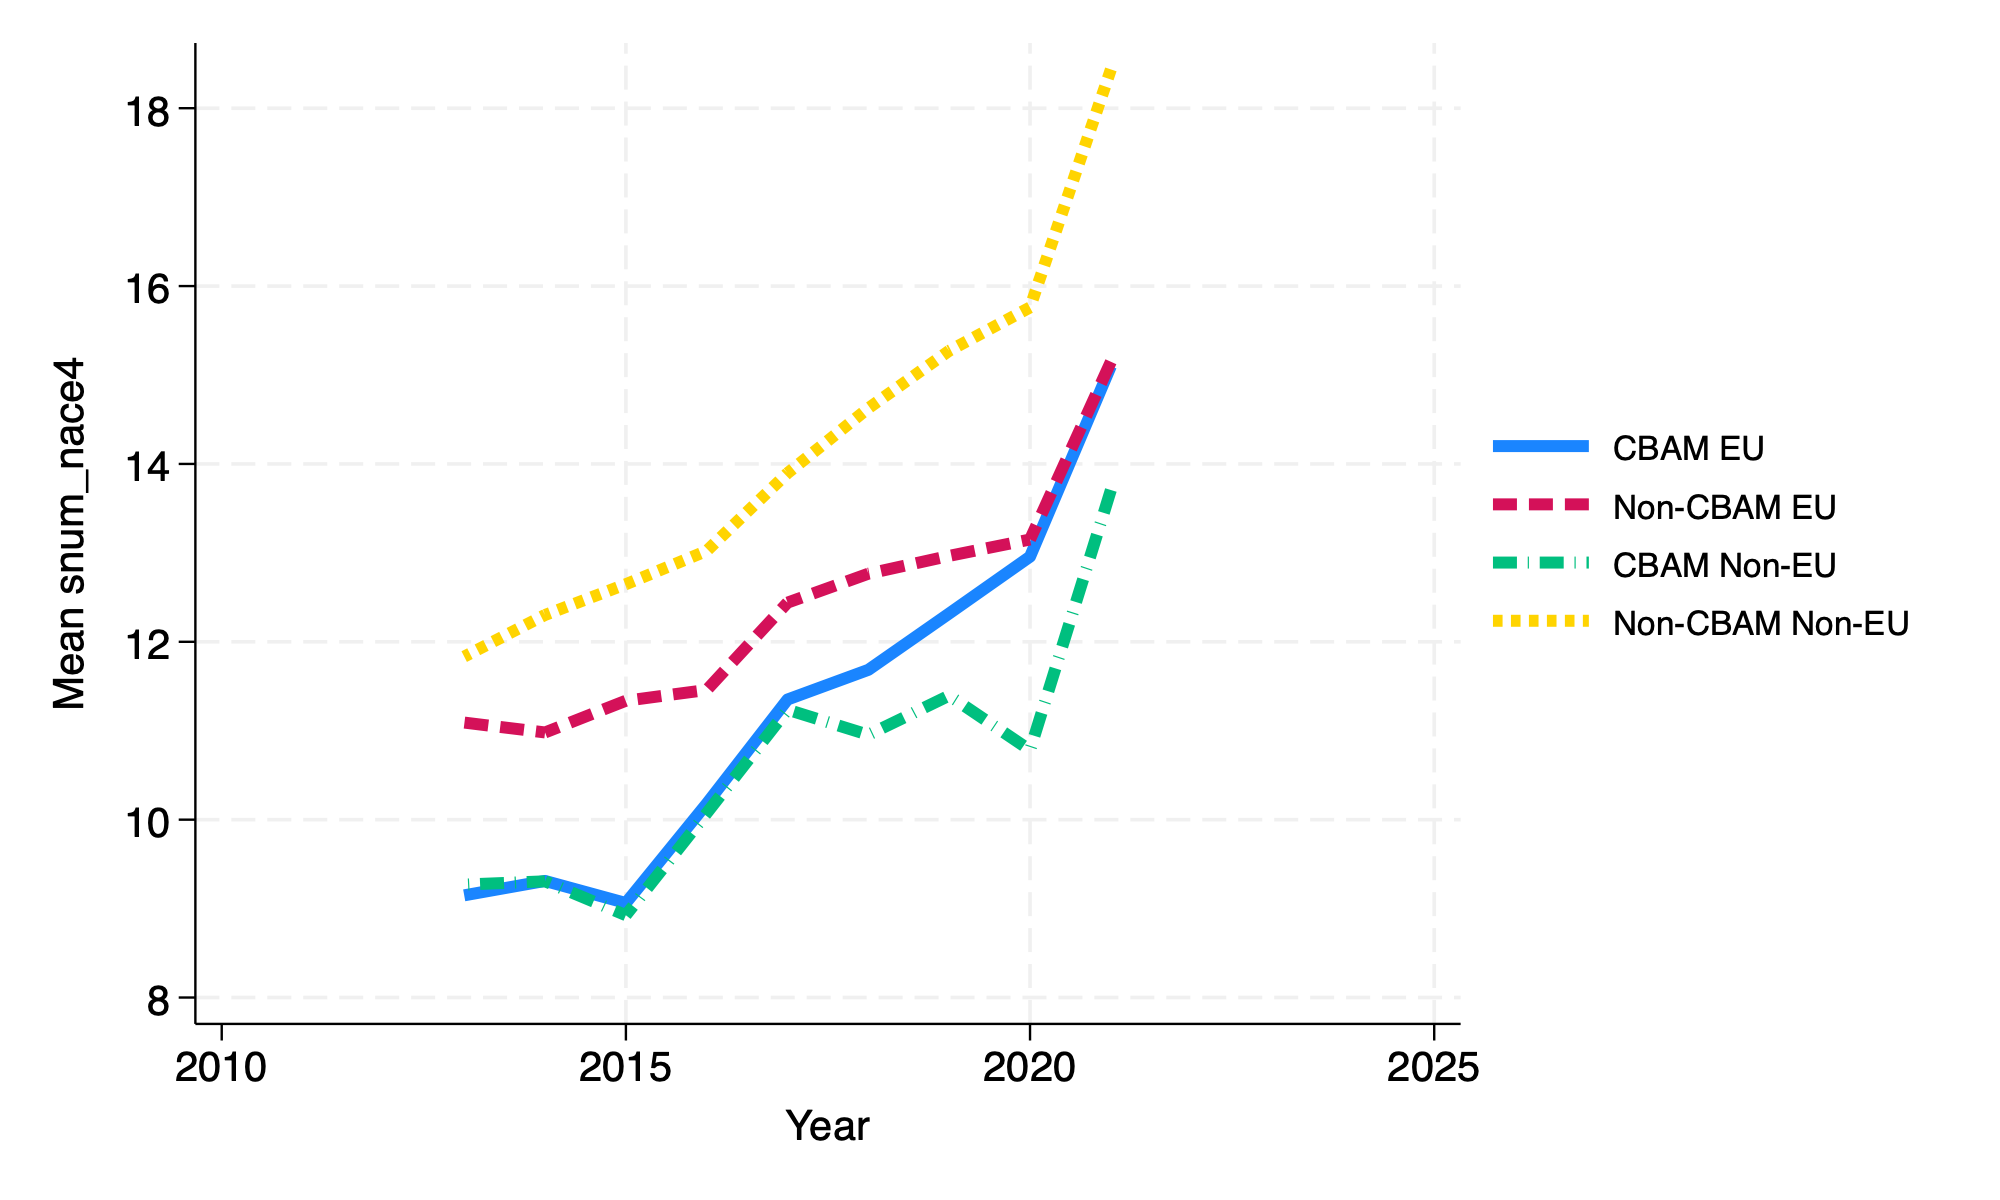 18
16
14
12
10
8
Mean snum_nace4
2010 2015 2020 2025
Year
CBAM EU
Non-CBAM EU
CBAM Non-EU
Non-CBAM Non-EU